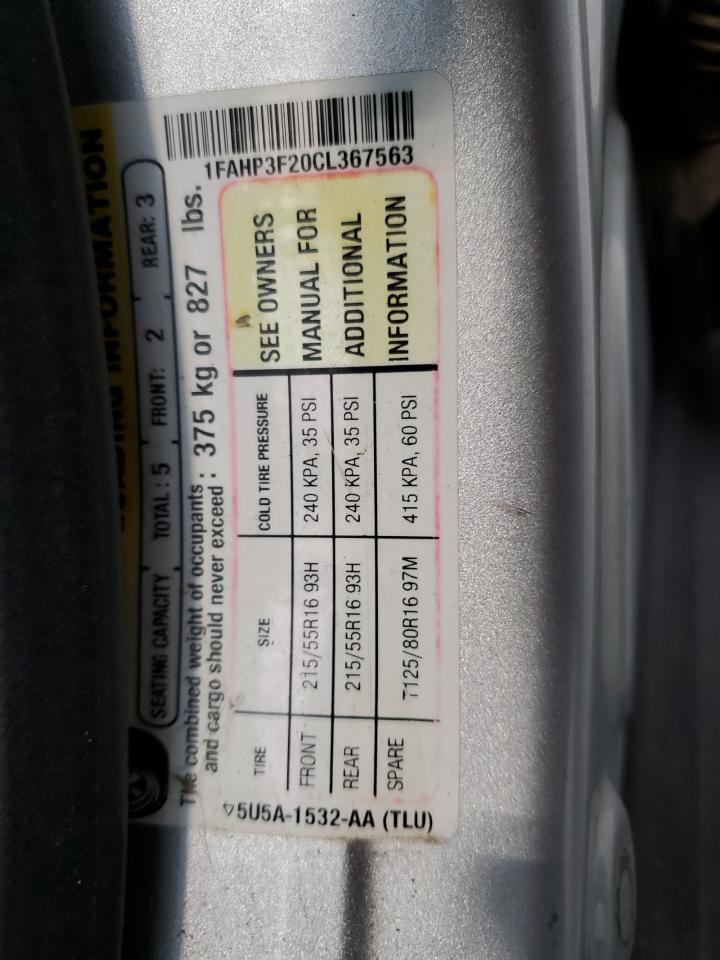 LOADING INFORMATION
SEATING CAPACITY TOTAL: 5 FRONT: 2 REAR: 3
The combined weight of occupants
and cargo should never exceed : 375 kg or 827 lbs.
TIRE SIZE COLD TIRE PRESSURE
FRONT 215/55R16 93H 240 KPA, 35 PSI
REAR 215/55R16 93H 240 KPA, 35 PSI
SPARE T125/80R16 97M 415 KPA, 60 PSI
SEE OWNERS
MANUAL FOR
ADDITIONAL
INFORMATION
5U5A-1532-AA (TLU)
1FAHP3F20CL367563